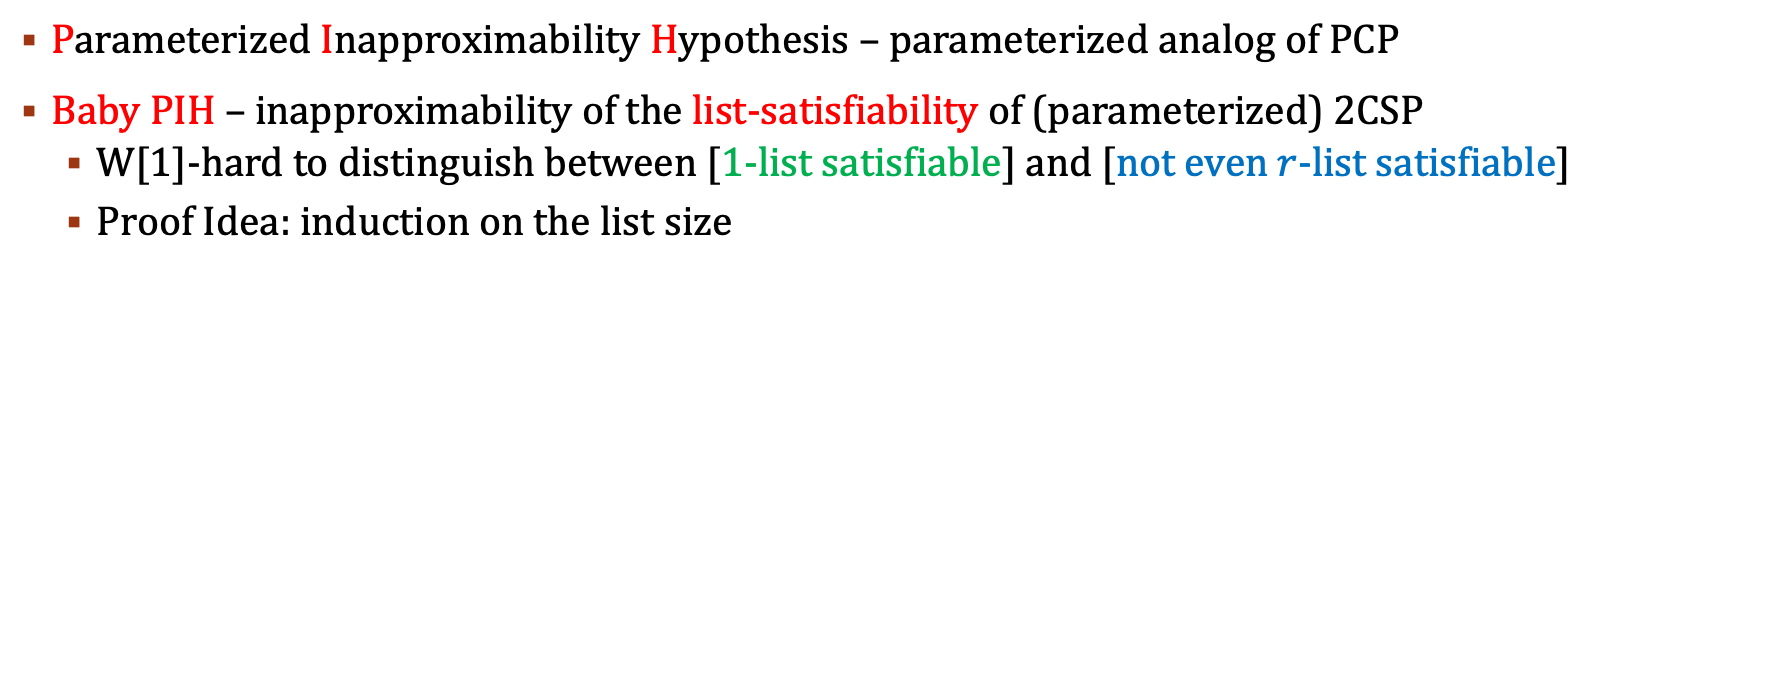 ▪ Parameterized Inapproximability Hypothesis – parameterized analog of PCP
▪ Baby PIH – inapproximability of the list-satisfiability of (parameterized) 2CSP
▪ W[1]-hard to distinguish between [1-list satisfiable] and [not even r-list satisfiable]
▪ Proof Idea: induction on the list size